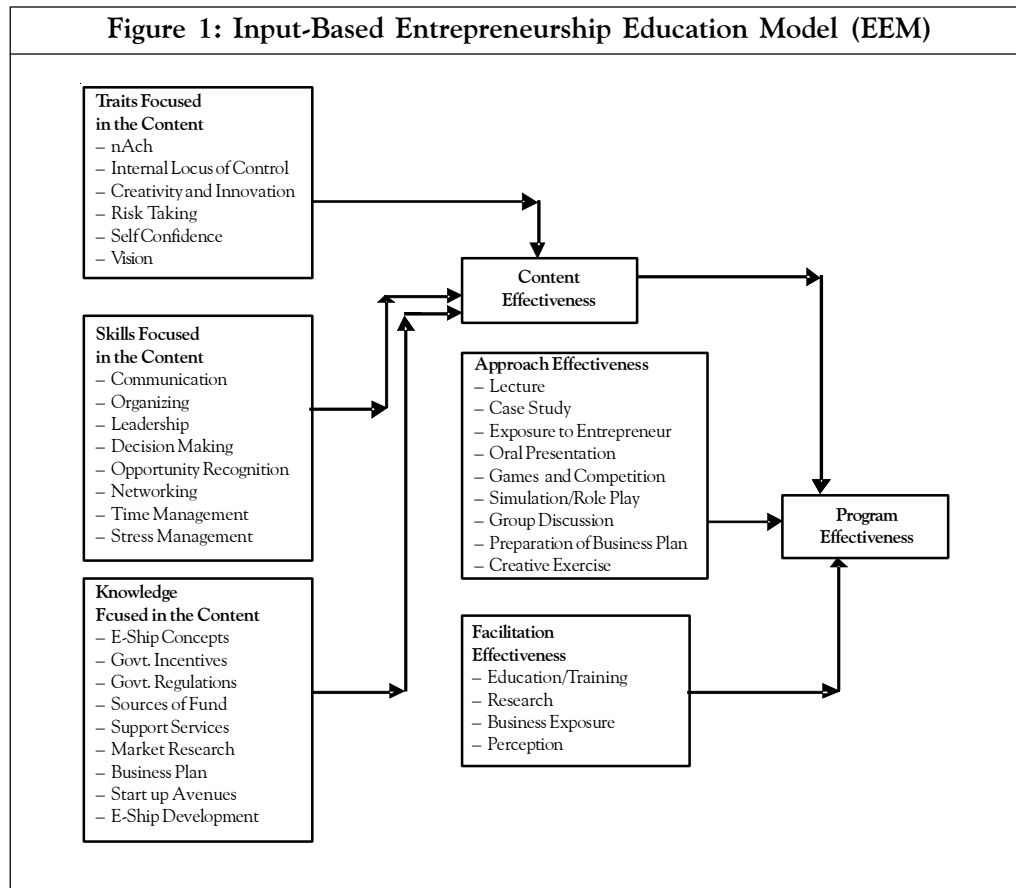 Figure 1: Input-Based Entrepreneurship Education Model (EEM)
Traits Focused
in the Content
– nAch
– Internal Locus of Control
– Creativity and Innovation
– Risk Taking
– Self Confidence
– Vision
Content
Effectiveness
Skills Focused
in the Content
– Communication
– Organizing
– Leadership
– Decision Making
– Opportunity Recognition
– Networking
– Time Management
– Stress Management
Approach Effectiveness
– Lecture
– Case Study
– Exposure to Entrepreneur
– Oral Presentation
– Games and Competition
– Simulation/Role Play
– Group Discussion
– Preparation of Business Plan
– Creative Exercise
Program
Effectiveness
Knowledge
Fcused in the Content
– E-Ship Concepts
– Govt. Incentives
– Govt. Regulations
– Sources of Fund
– Support Services
– Market Research
– Business Plan
– Start up Avenues
– E-Ship Development
Facilitation
Effectiveness
– Education/Training
– Research
– Business Exposure
– Perception